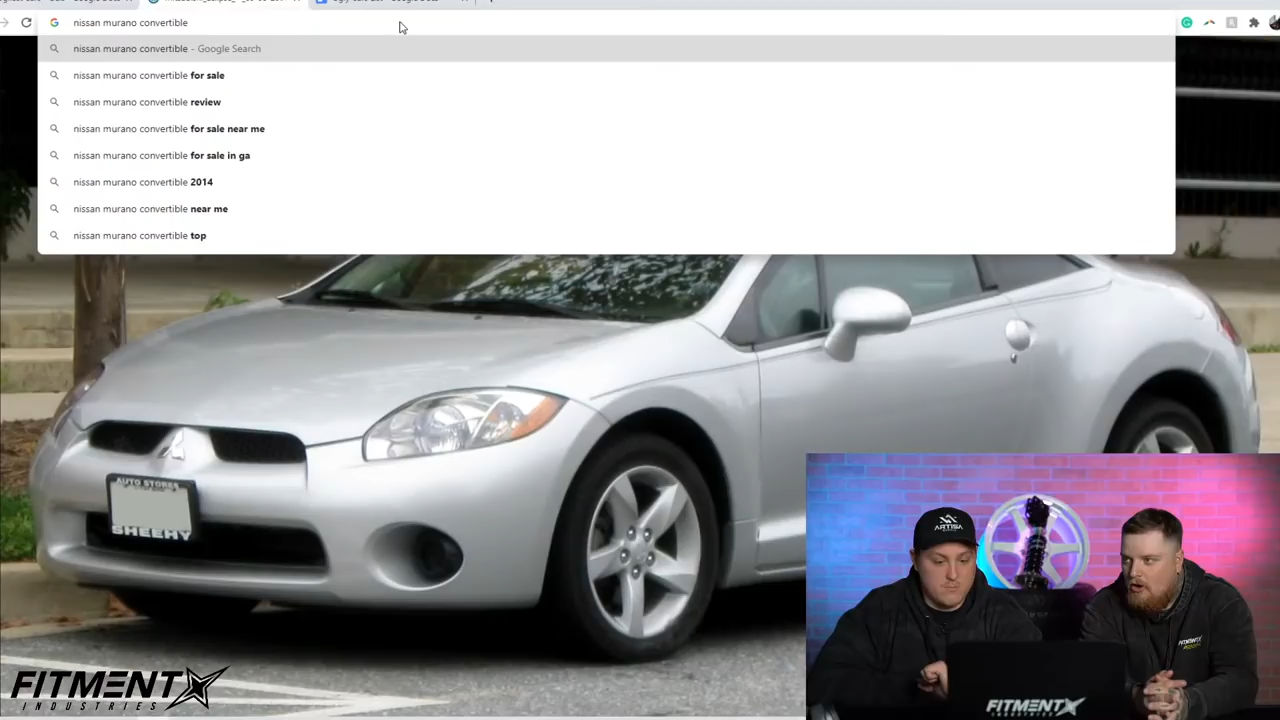 nissan murano convertible
nissan murano convertible - Google Search
nissan murano convertible for sale
nissan murano convertible review
nissan murano convertible for sale near me
nissan murano convertible for sale in ga
nissan murano convertible 2014
nissan murano convertible near me
nissan murano convertible top
AUTO STORES
SHEEHY
ARTISA
FITMENT
INDUSTRIES
FITMENT
INDUSTRIES